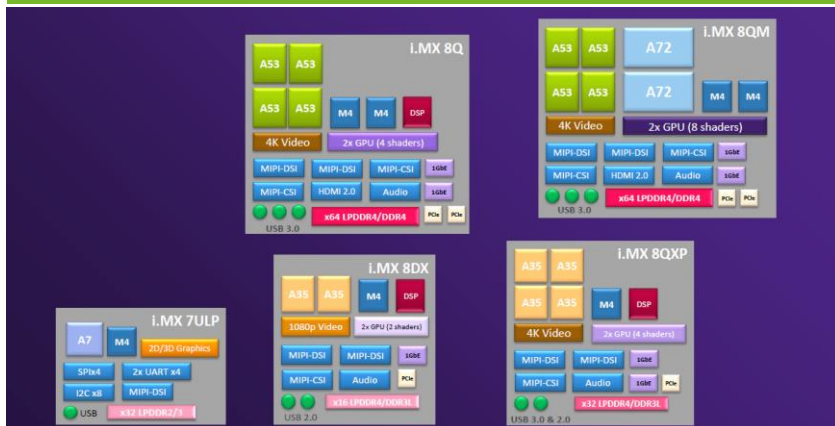 i.MX 8Q
A53 A53
A53 A53 M4 M4 DSP
4K Video 2x GPU (4 shaders)
MIPI-DSI MIPI-DSI MIPI-CSI 1GbE
MIPI-CSI HDMI 2.0 Audio 1GbE
x64 LPDDR4/DDR4 PCIe PCIe
USB 3.0
i.MX 8QM
A53 A53 A72
A53 A53 A72 M4 M4
4K Video 2x GPU (8 shaders)
MIPI-DSI MIPI-DSI MIPI-CSI 1GbE
MIPI-CSI HDMI 2.0 Audio 1GbE
x64 LPDDR4/DDR4 PCIe PCIe
USB 3.0
i.MX 7ULP
A7 M4 2D/3D Graphics
SPIx4 2x UART x4
I2C x8 MIPI-DSI
USB x32 LPDDR2/3
i.MX 8DX
A35 A35 M4 DSP
1080p Video 2x GPU (2 shaders)
MIPI-DSI MIPI-DSI 1GbE
MIPI-CSI Audio PCIe
x16 LPDDR4/DDR3L
USB 2.0
i.MX 8QXP
A35 A35
A35 A35 M4 DSP
4K Video 2x GPU (4 shaders)
MIPI-DSI MIPI-DSI 1GbE
MIPI-CSI Audio 1GbE PCIe
x32 LPDDR4/DDR3L
USB 3.0 & 2.0